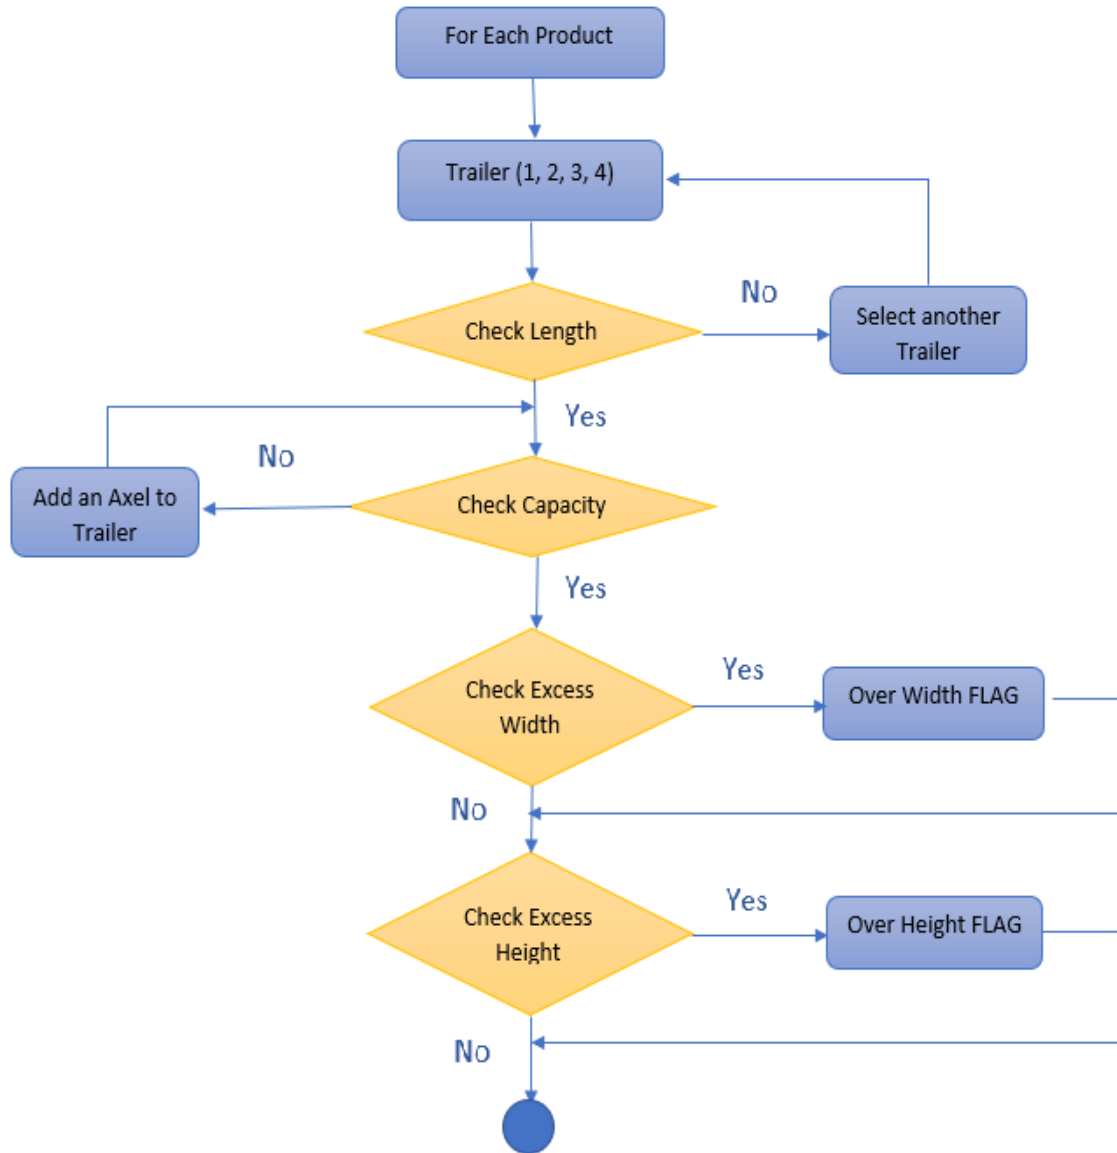 For Each Product
Trailer (1, 2, 3, 4)
Check Length
No
Select another
Trailer
Yes
No
Add an Axel to
Trailer
Check Capacity
Yes
Check Excess
Width
Yes
Over Width FLAG
No
Check Excess
Height
Yes
Over Height FLAG
No